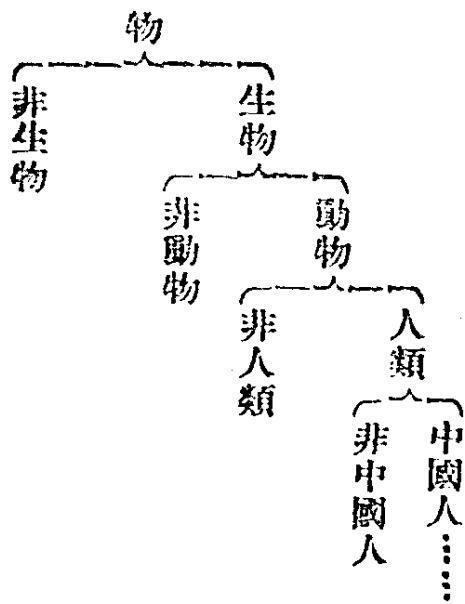 物
生物
非生物
動物
非動物
人類
非人類
中國人……
非中國人